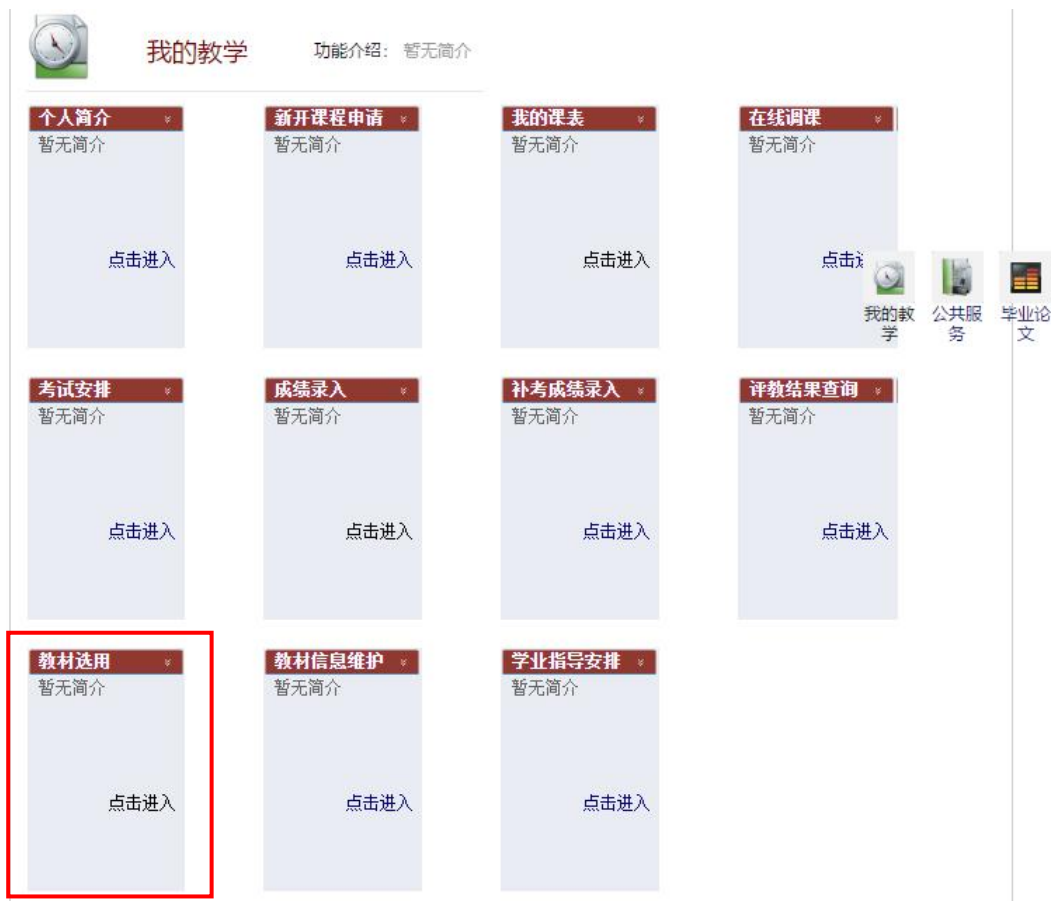 我的教学
功能介绍： 暂无简介
个人简介
暂无简介
点击进入
新开课程申请
暂无简介
点击进入
我的课表
暂无简介
点击进入
在线调课
暂无简介
点击
我的教
学
公共服
务
毕业论
文
考试安排
暂无简介
点击进入
成绩录入
暂无简介
点击进入
补考成绩录入
暂无简介
点击进入
评教结果查询
暂无简介
点击进入
教材选用
暂无简介
点击进入
教材信息维护
暂无简介
点击进入
学业指导安排
暂无简介
点击进入